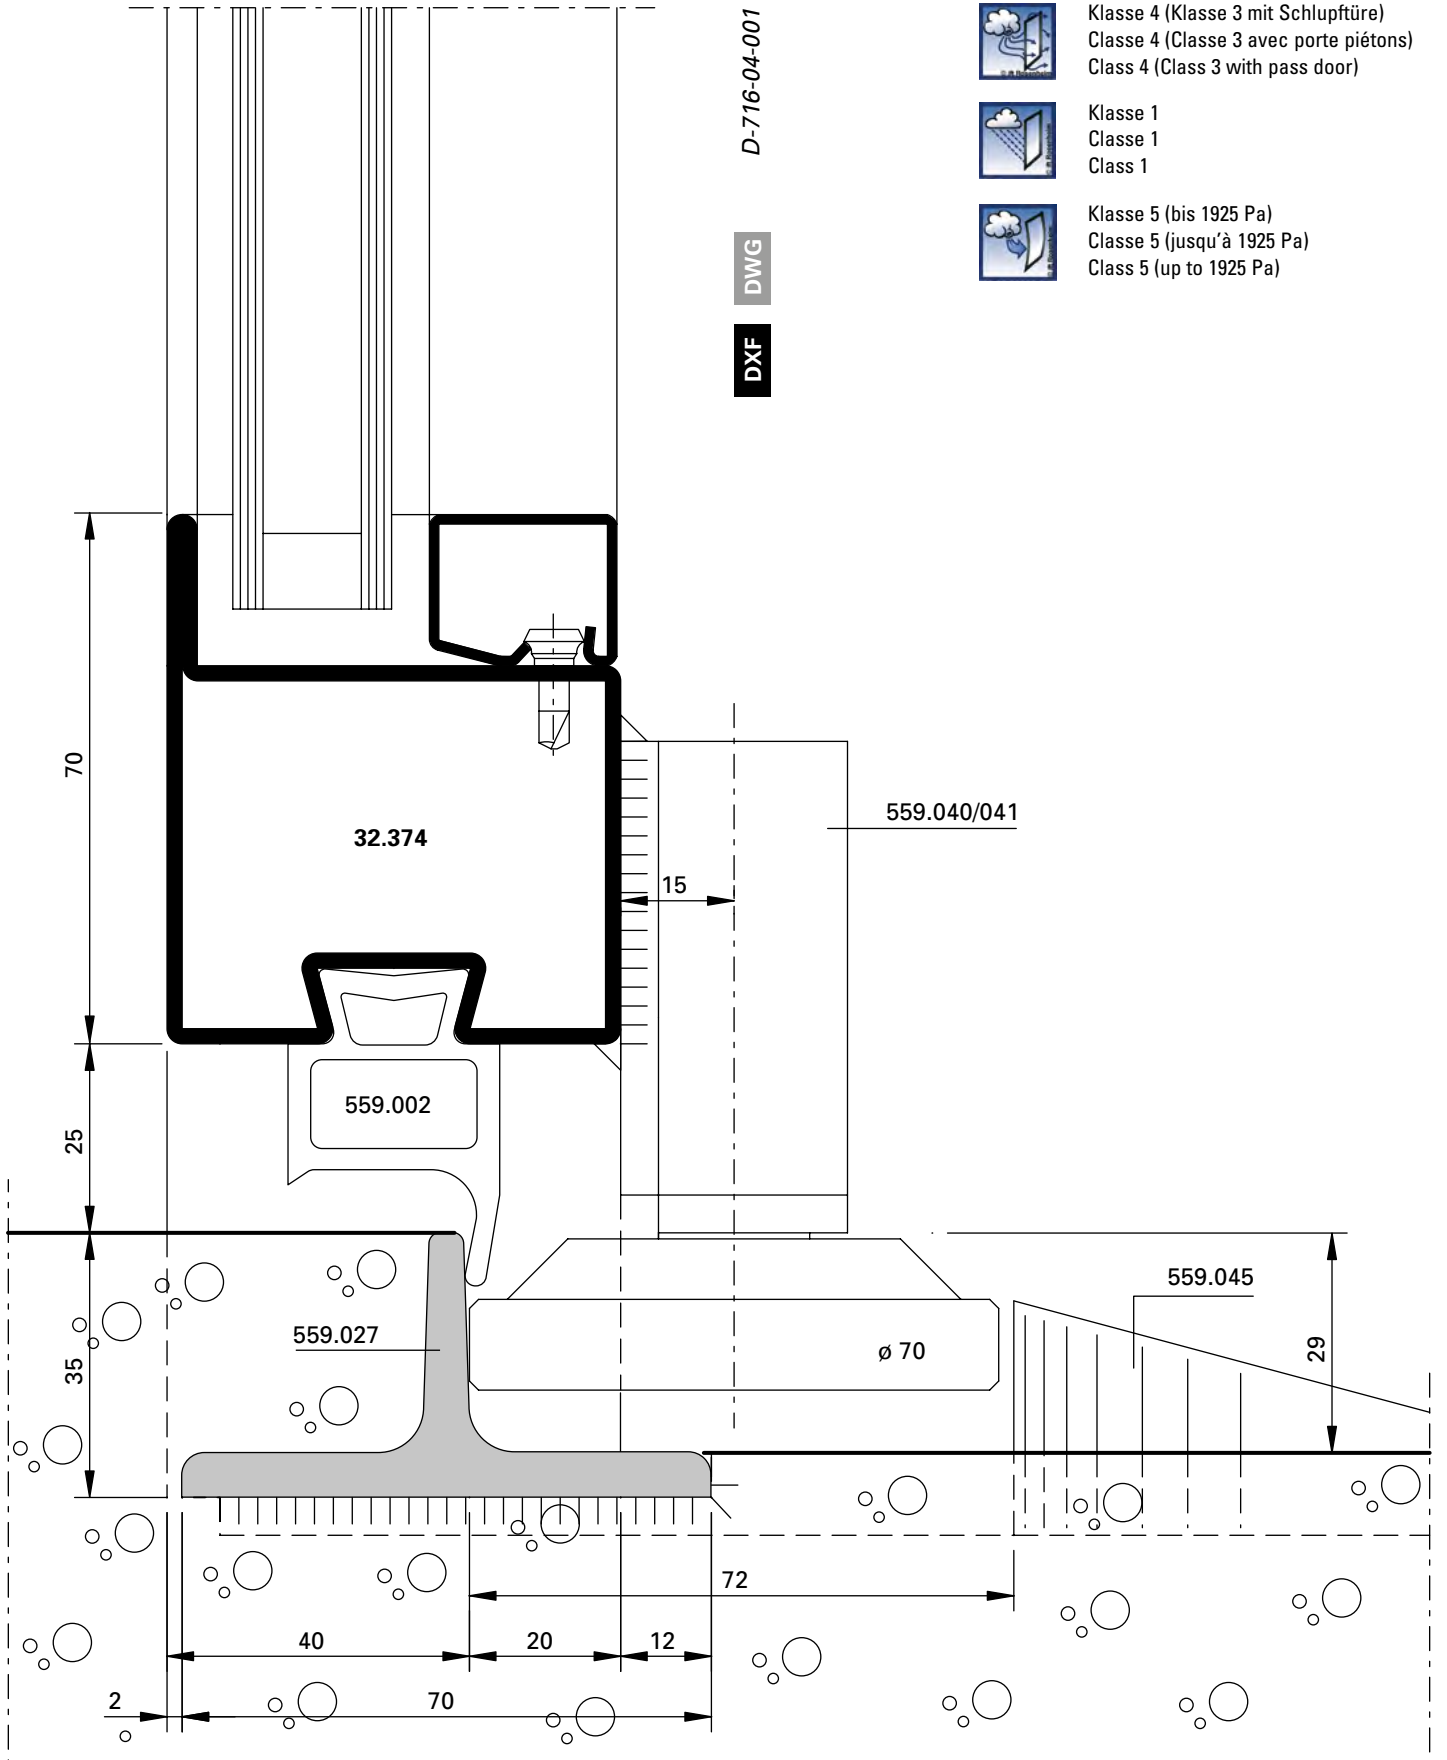 Klasse 4 (Klasse 3 mit Schlupftüre)
Classe 4 (Classe 3 avec porte piétons)
Class 4 (Class 3 with pass door)
Klasse 1
Classe 1
Class 1
Klasse 5 (bis 1925 Pa)
Classe 5 (jusqu'à 1925 Pa)
Class 5 (up to 1925 Pa)
D-716-04-001
DWG
DXF
70
32.374
559.040/041
15
25
559.002
35
559.027
ø 70
559.045
29
72
40
20
12
2
70